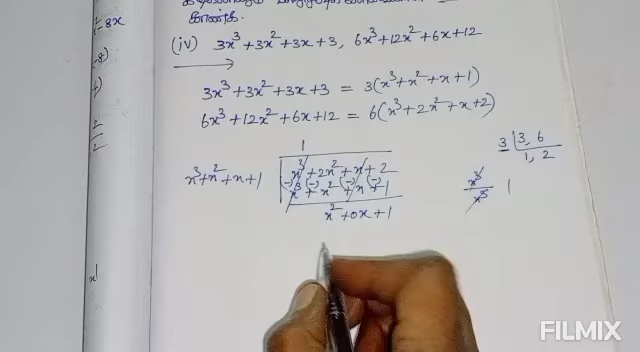 காண்க.
(iv) 3x³+3x²+3x+3, 6x³+12x²+6x+12
3x³+3x²+3x+3 = 3(x³+x²+x+1)
6x³+12x²+6x+12 = 6(x³+2x²+x+2)
1
x³+x²+x+1 x³+2x²+x+2
(-) (-) (-) (-)
x³+x²+x+1
x²+0x+1
3 3, 6
1, 2
x³
x³ 1
FILMIX